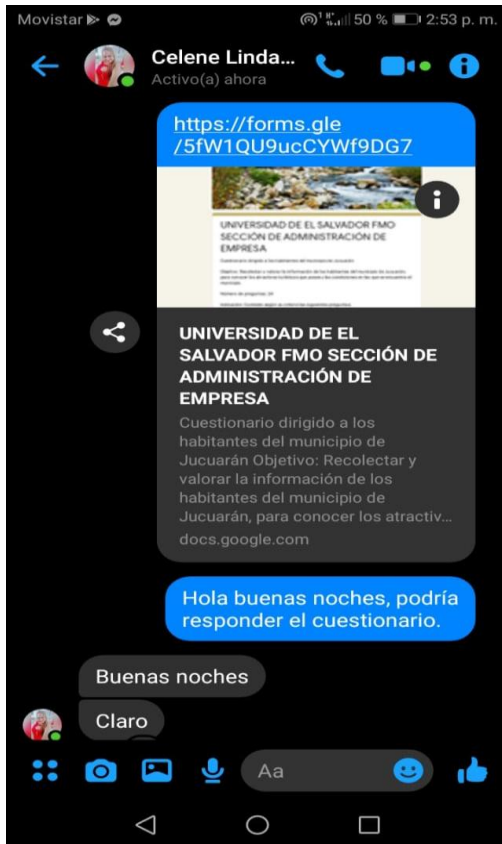 Movistar 50 % 2:53 p. m.
Celene Linda...
Activo(a) ahora
https://forms.gle
/5fW1QU9ucCYWf9DG7
UNIVERSIDAD DE EL SALVADOR FMO
SECCIÓN DE ADMINISTRACIÓN DE
EMPRESA
UNIVERSIDAD DE EL
SALVADOR FMO SECCIÓN DE
ADMINISTRACIÓN DE
EMPRESA
Cuestionario dirigido a los
habitantes del municipio de
Jucuarán Objetivo: Recolectar y
valorar la información de los
habitantes del municipio de
Jucuarán, para conocer los atractiv...
docs.google.com
Hola buenas noches, podría
responder el cuestionario.
Buenas noches
Claro
Aa